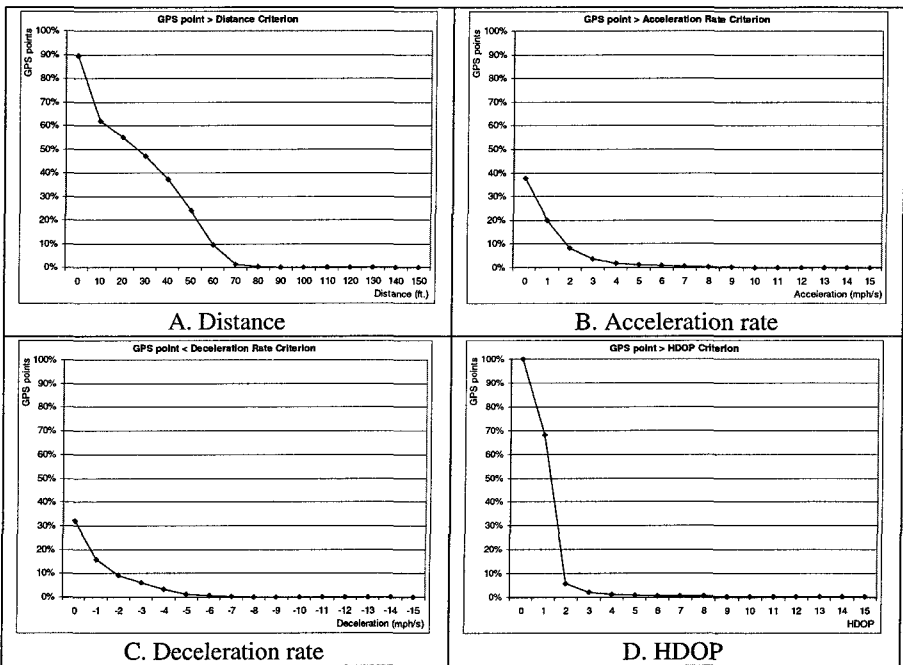 GPS point > Distance Criterion
GPS points
100%
90%
80%
70%
60%
50%
40%
30%
20%
10%
0%
0 10 20 30 40 50 60 70 80 90 100 110 120 130 140 150
Distance (ft.)
A. Distance
GPS point > Acceleration Rate Criterion
GPS points
100%
90%
80%
70%
60%
50%
40%
30%
20%
10%
0%
0 1 2 3 4 5 6 7 8 9 10 11 12 13 14 15
Acceleration (mph/s)
B. Acceleration rate
GPS point < Deceleration Rate Criterion
GPS points
100%
90%
80%
70%
60%
50%
40%
30%
20%
10%
0%
0 -1 -2 -3 -4 -5 -6 -7 -8 -9 -10 -11 -12 -13 -14 -15
Deceleration (mph/s)
C. Deceleration rate
GPS point > HDOP Criterion
GPS points
100%
90%
80%
70%
60%
50%
40%
30%
20%
10%
0%
0 1 2 3 4 5 6 7 8 9 10 11 12 13 14 15
HDOP
D. HDOP